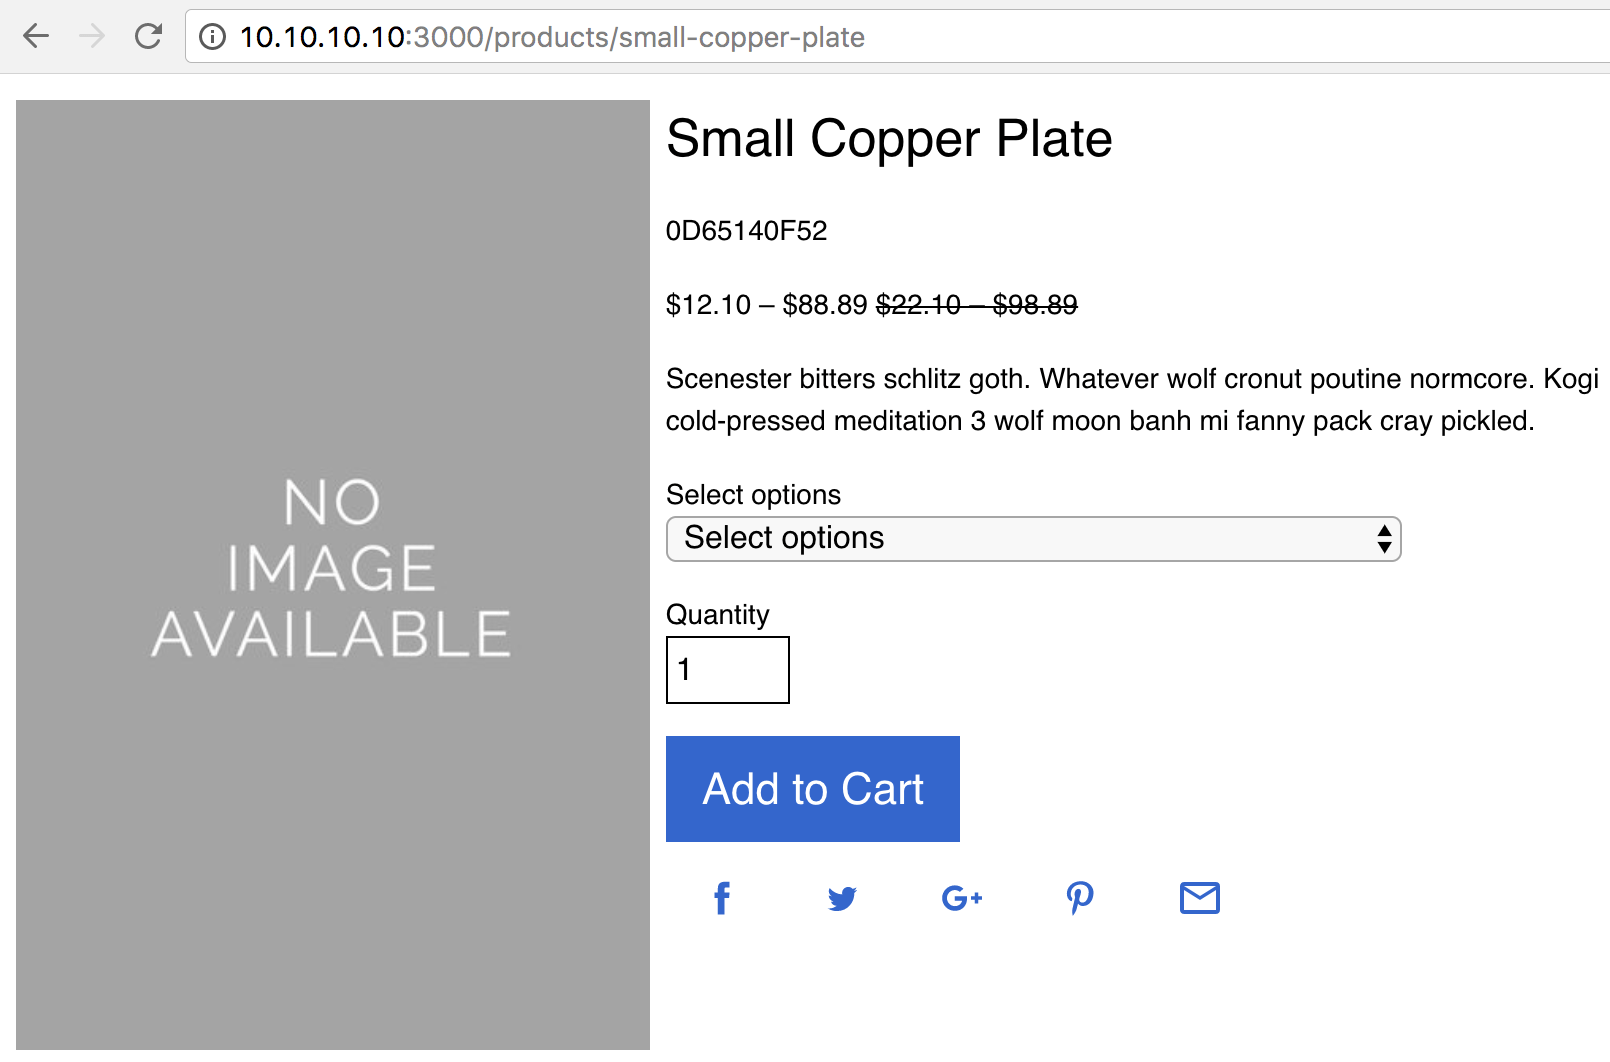 10.10.10.10:3000/products/small-copper-plate
NO
IMAGE
AVAILABLE
Small Copper Plate
0D65140F52
$12.10 – $88.89 $22.10 – $98.89
Scenester bitters schlitz goth. Whatever wolf cronut poutine normcore. Kogi
cold-pressed meditation 3 wolf moon banh mi fanny pack cray pickled.
Select options
Select options
Quantity
1
Add to Cart
f
G+